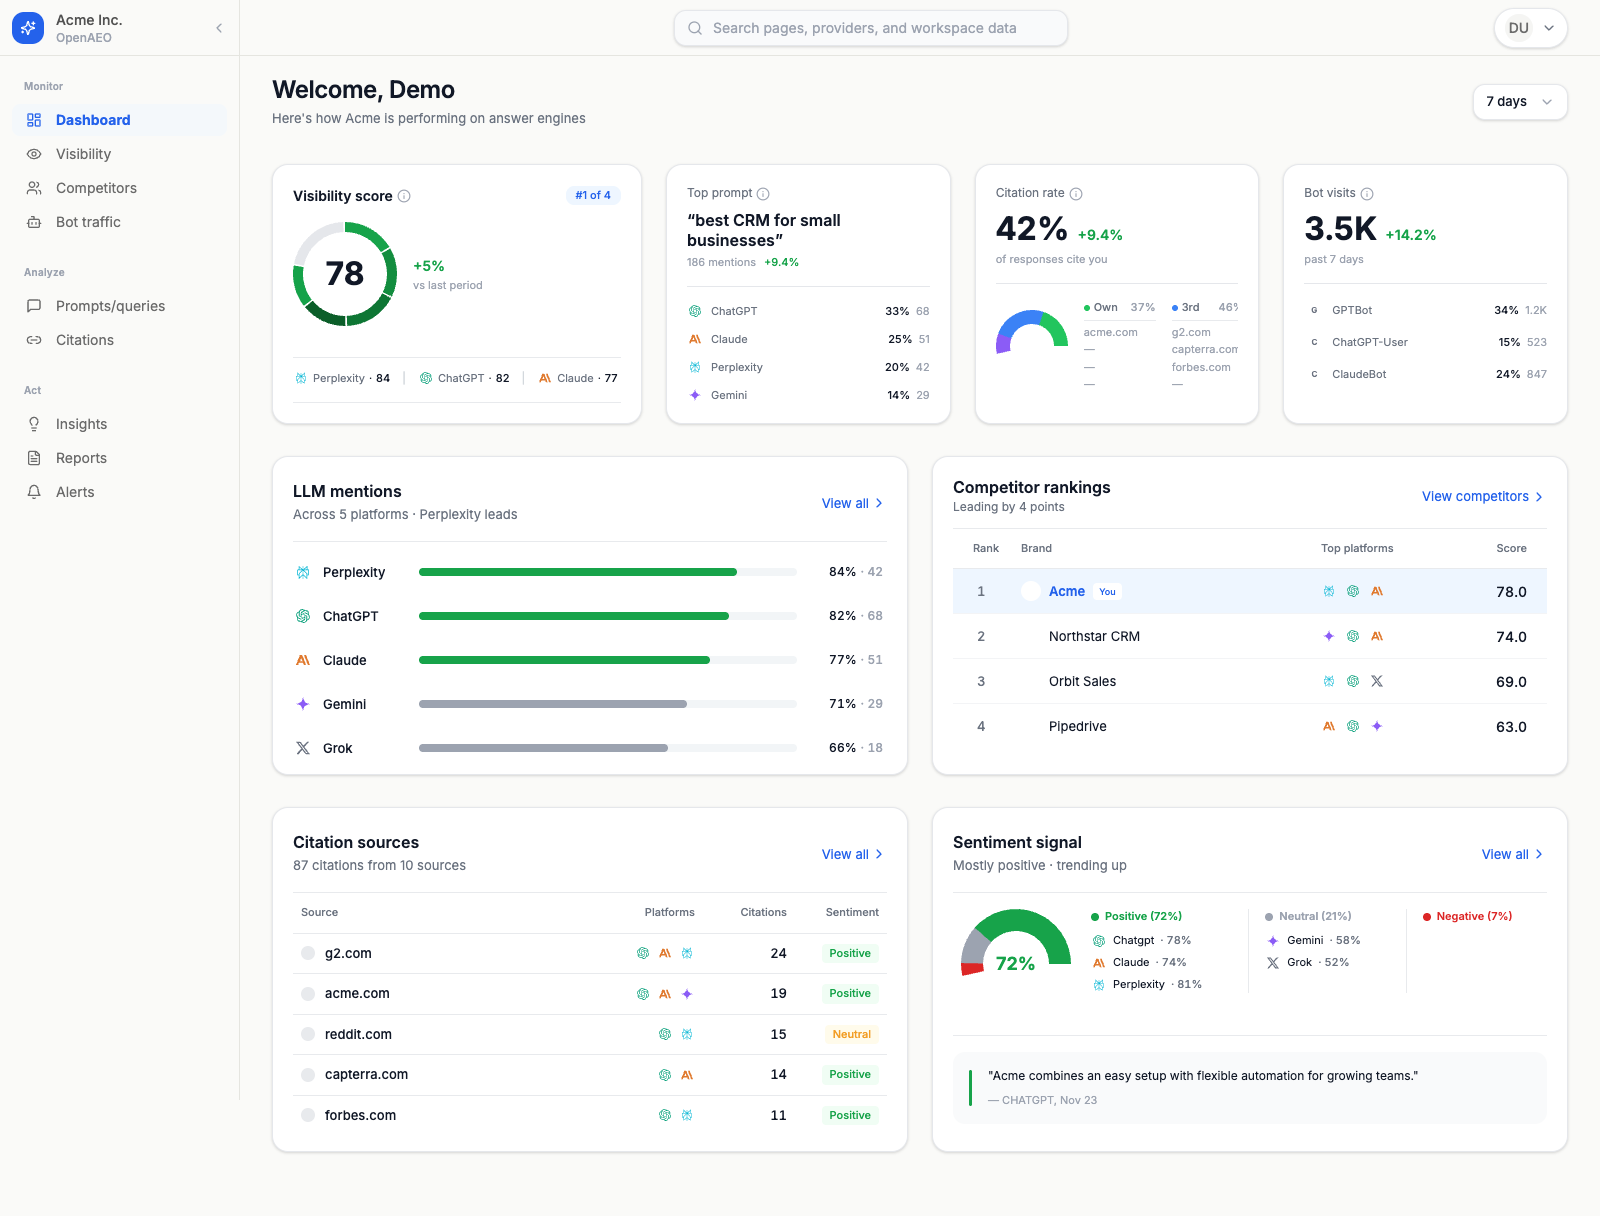 Acme Inc.
OpenAEO
Search pages, providers, and workspace data
DU
Monitor
Dashboard
Visibility
Competitors
Bot traffic
Analyze
Prompts/queries
Citations
Act
Insights
Reports
Alerts
Welcome, Demo
Here's how Acme is performing on answer engines
7 days
Visibility score
#1 of 4
78
+5%
vs last period
Perplexity · 84
ChatGPT · 82
Claude · 77
Top prompt
“best CRM for small
businesses”
186 mentions +9.4%
ChatGPT 33% 68
Claude 25% 51
Perplexity 20% 42
Gemini 14% 29
Citation rate
42% +9.4%
of responses cite you
Own 37%
acme.com
—
—
—
3rd 46%
g2.com
capterra.com
forbes.com
—
Bot visits
3.5K +14.2%
past 7 days
G GPTBot 34% 1.2K
C ChatGPT-User 15% 523
C ClaudeBot 24% 847
LLM mentions
Across 5 platforms · Perplexity leads
View all
Perplexity 84% · 42
ChatGPT 82% · 68
Claude 77% · 51
Gemini 71% · 29
Grok 66% · 18
Competitor rankings
Leading by 4 points
View competitors
Rank Brand Top platforms Score
1 Acme You 78.0
2 Northstar CRM 74.0
3 Orbit Sales 69.0
4 Pipedrive 63.0
Citation sources
87 citations from 10 sources
View all
Source Platforms Citations Sentiment
g2.com 24 Positive
acme.com 19 Positive
reddit.com 15 Neutral
capterra.com 14 Positive
forbes.com 11 Positive
Sentiment signal
Mostly positive · trending up
View all
72%
Positive (72%)
Chatgpt · 78%
Claude · 74%
Perplexity · 81%
Neutral (21%)
Gemini · 58%
Grok · 52%
Negative (7%)
"Acme combines an easy setup with flexible automation for growing teams."
— CHATGPT, Nov 23